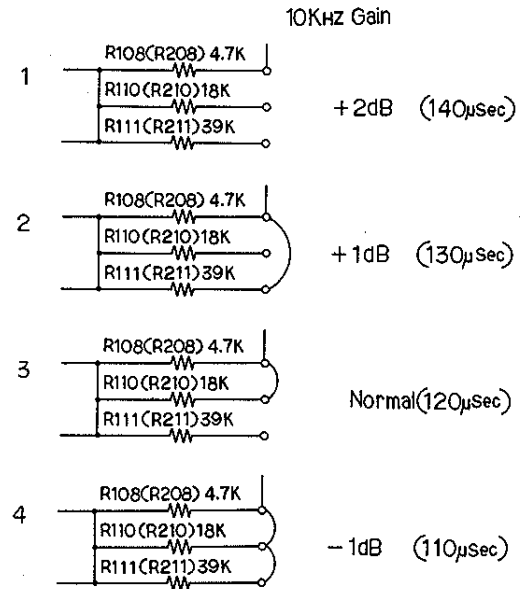 10KHZ Gain
1
R108(R208) 4.7K
R110(R210)18K
R111(R211)39K
+2dB (140μSec)
2
R108(R208) 4.7K
R110(R210)18K
R111(R211)39K
+1dB (130μSec)
3
R108(R208) 4.7K
R110(R210)18K
R111(R211)39K
Normal(120μSec)
4
R108(R208) 4.7K
R110(R210)18K
R111(R211)39K
-1dB (110μSec)